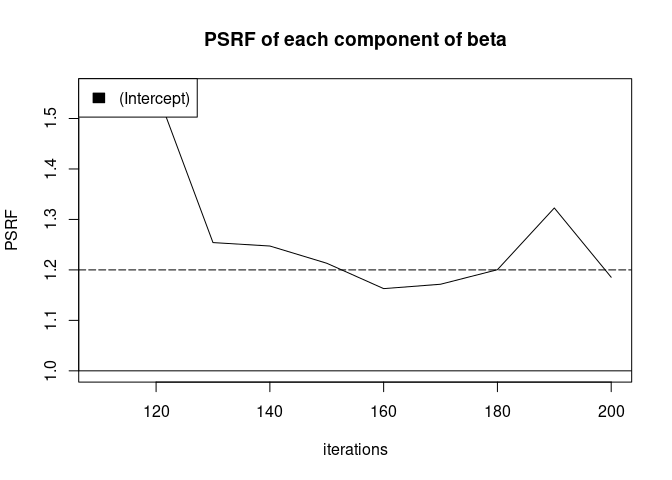 PSRF of each component of beta
(Intercept)
PSRF
1.5
1.4
1.3
1.2
1.1
1.0
120 140 160 180 200
iterations